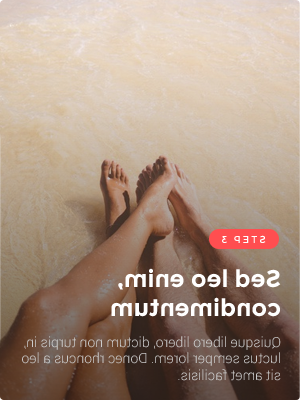 STEP 3
Sed leo enim,
condimentum
Quisque libero libero, dictum non turpis in,
luctus semper lorem. Donec rhoncus a leo
sit amet facilisis.